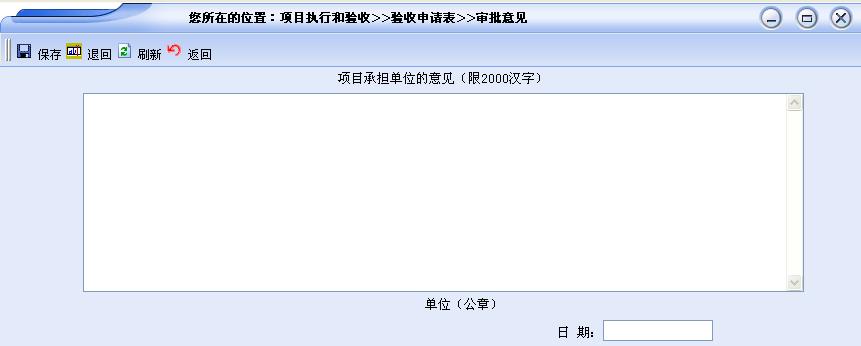 您所在的位置：项目执行和验收>>验收申请表>>审批意见
保存 退回 刷新 返回
项目承担单位的意见（限2000汉字）
单位（公章）
日 期：